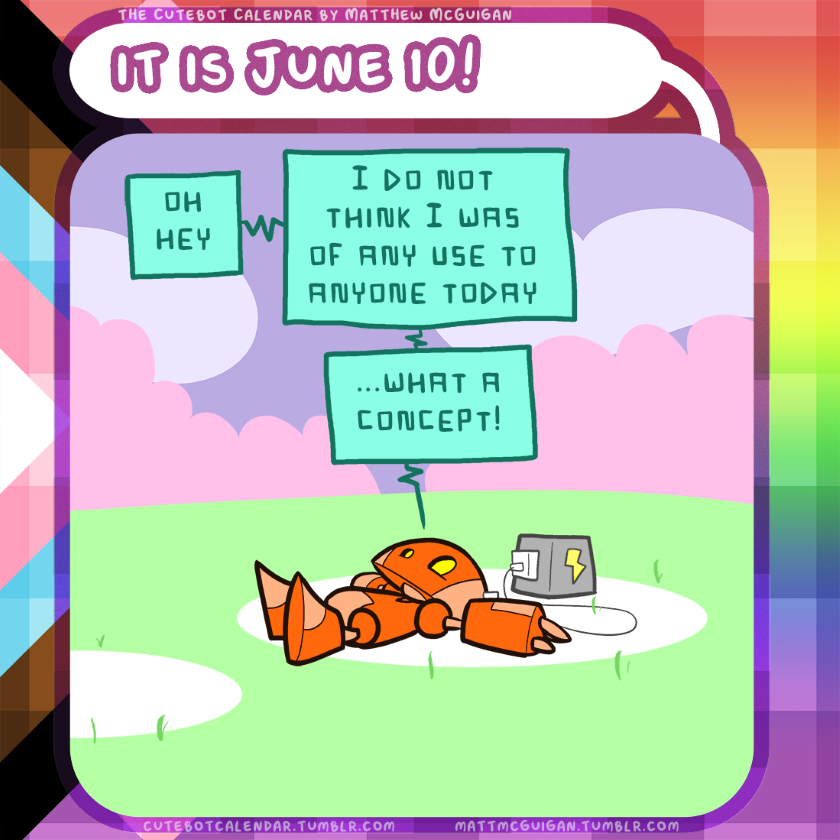 THE CUTEBOT CALENDAR BY MATTHEW MCGUIGAN
IT IS JUNE 10!
OH
HEY
I DO NOT
THINK I WAS
OF ANY USE TO
ANYONE TODAY
...WHAT A
CONCEPT!
CUTEBOTCALENDAR.TUMBLR.COM
MATTMCGUIGAN.TUMBLR.COM